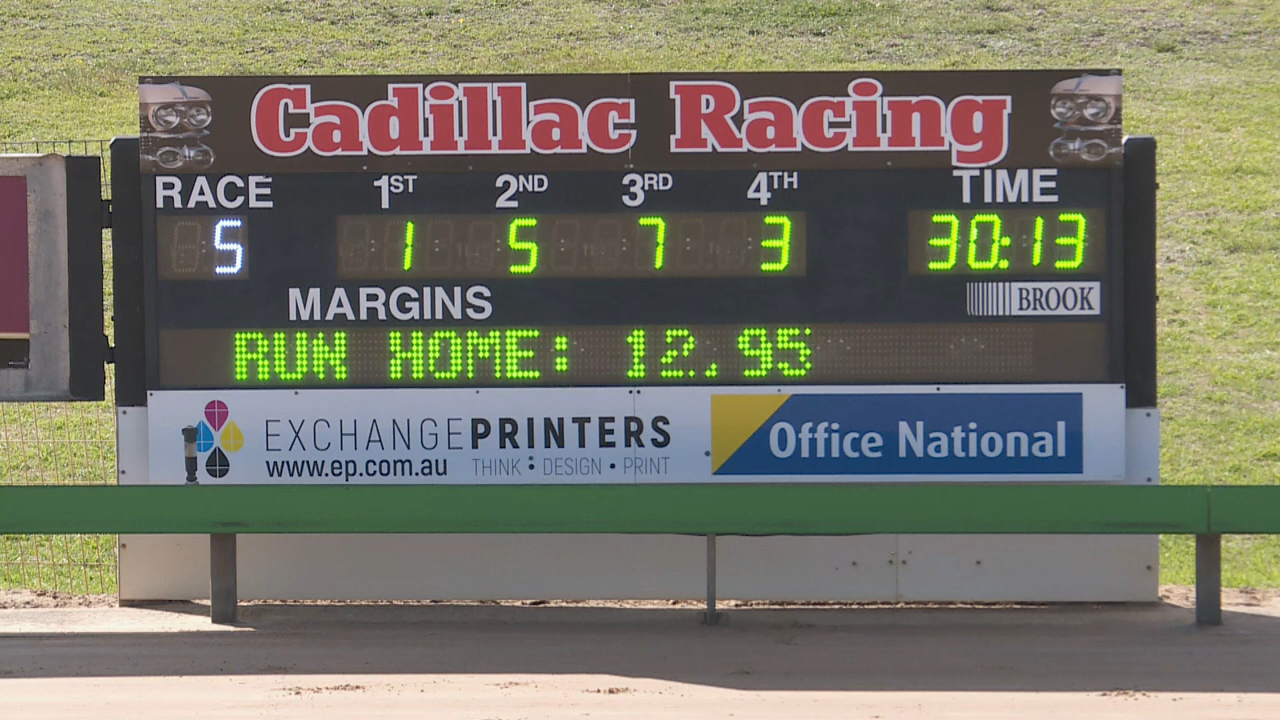 Cadillac Racing
RACE 1ST 2ND 3RD 4TH TIME
5 1 5 7 3 30:13
MARGINS BROOK
RUN HOME: 12.95
EXCHANGEPRINTERS
www.ep.com.au THINK • DESIGN • PRINT
Office National